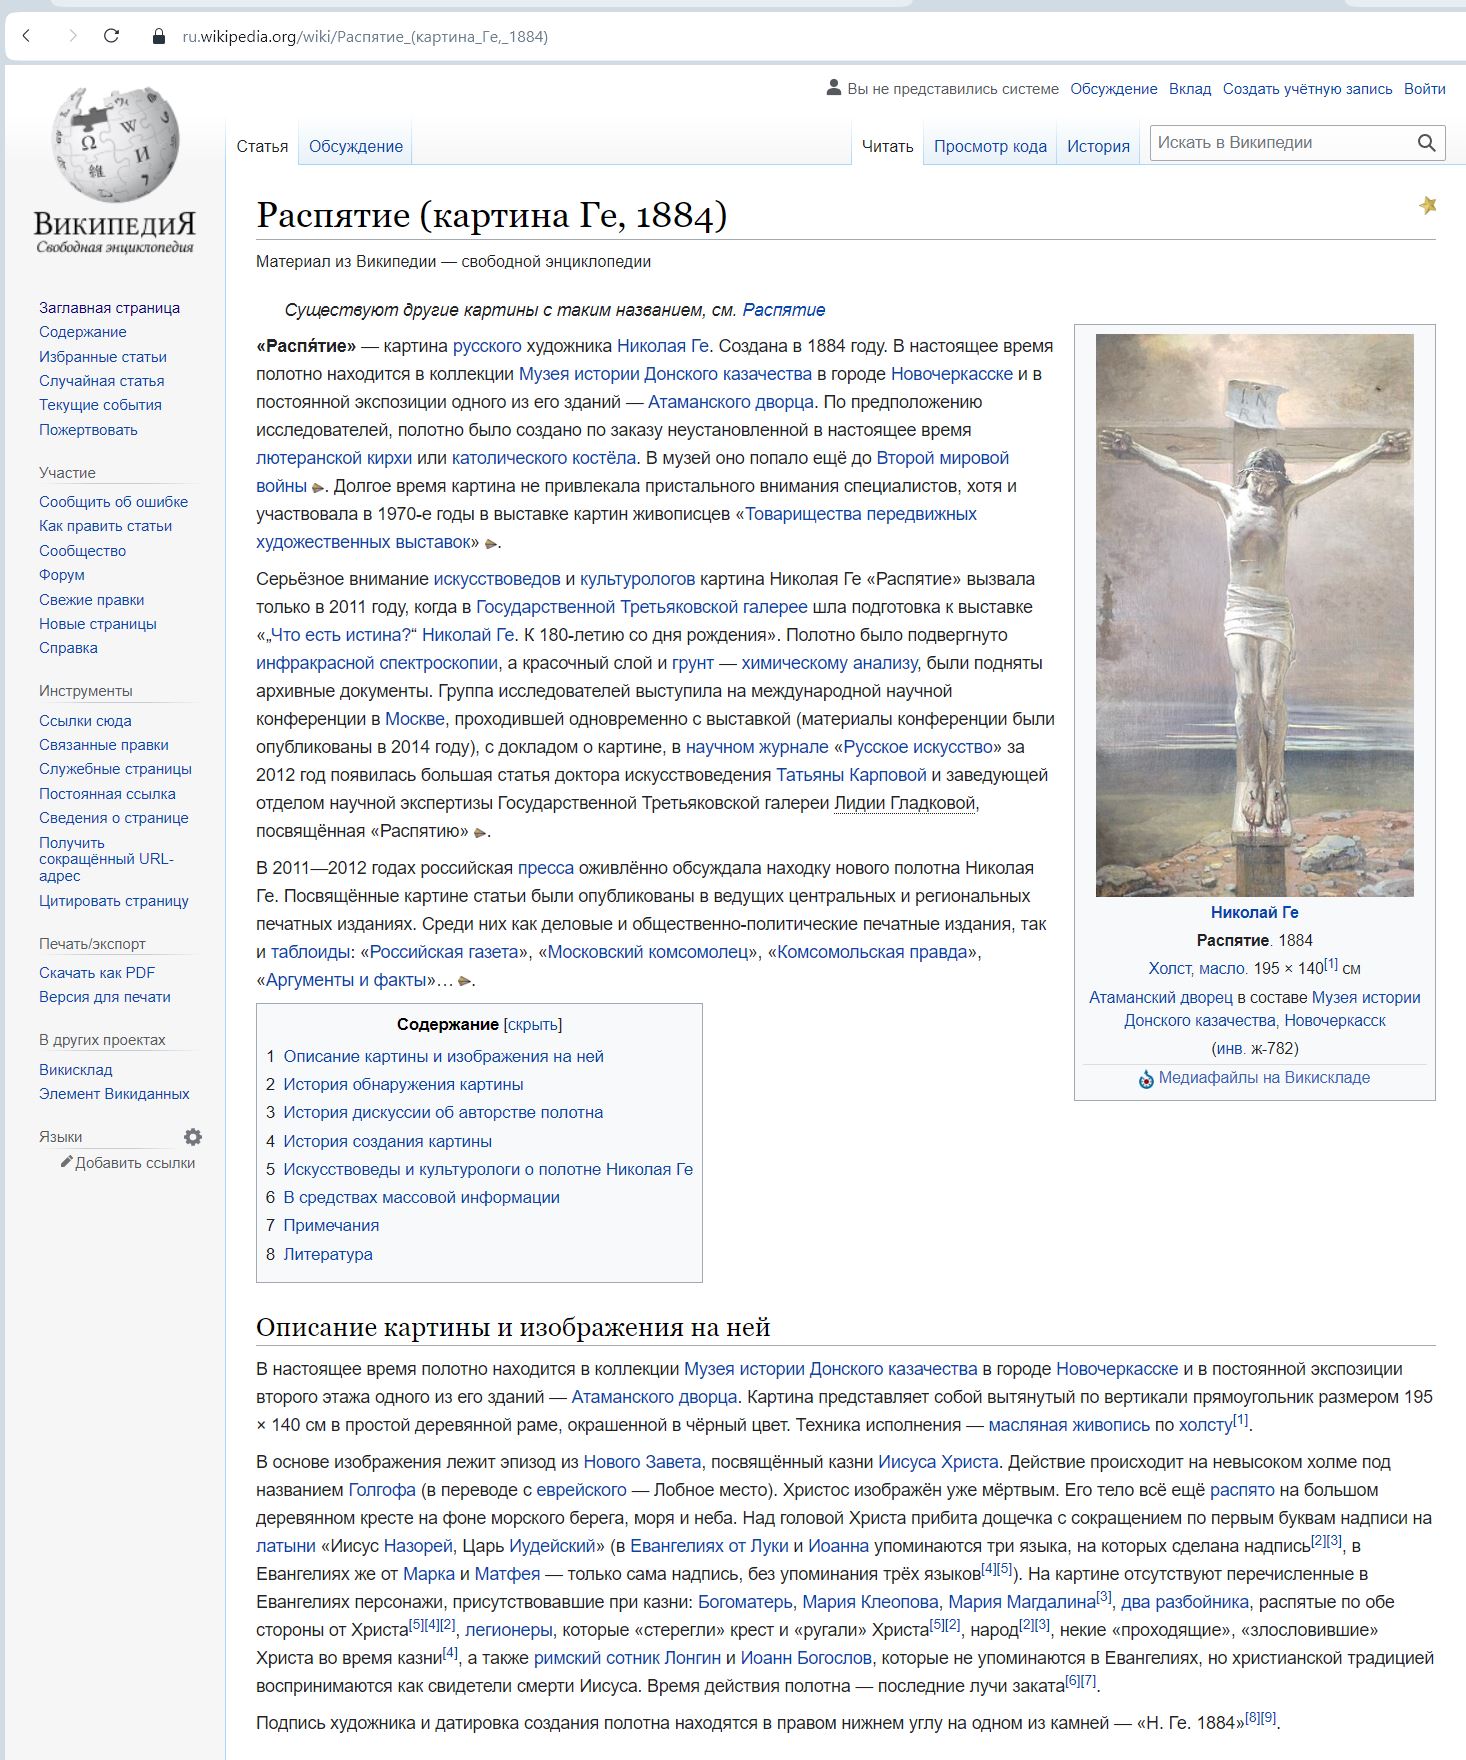 ru.wikipedia.org/wiki/Распятие_(картина_Ге,_1884)
Вы не представились системе Обсуждение Вклад Создать учётную запись Войти
Статья Обсуждение Читать Просмотр кода История Искать в Википедии
ВикипедиЯ
Свободная энциклопедия
Заглавная страница
Содержание
Избранные статьи
Случайная статья
Текущие события
Пожертвовать
Участие
Сообщить об ошибке
Как править статьи
Сообщество
Форум
Свежие правки
Новые страницы
Справка
Инструменты
Ссылки сюда
Связанные правки
Служебные страницы
Постоянная ссылка
Сведения о странице
Получить
сокращённый URL-
адрес
Цитировать страницу
Печать/экспорт
Скачать как PDF
Версия для печати
В других проектах
Викисклад
Элемент Викиданных
Языки
Добавить ссылки
Распятие (картина Ге, 1884)
Материал из Википедии — свободной энциклопедии
Существуют другие картины с таким названием, см. Распятие
«Распя́тие» — картина русского художника Николая Ге. Создана в 1884 году. В настоящее время
полотно находится в коллекции Музея истории Донского казачества в городе Новочеркасске и в
постоянной экспозиции одного из его зданий — Атаманского дворца. По предположению
исследователей, полотно было создано по заказу неустановленной в настоящее время
лютеранской кирхи или католического костёла. В музей оно попало ещё до Второй мировой
войны. Долгое время картина не привлекала пристального внимания специалистов, хотя и
участвовала в 1970-е годы в выставке картин живописцев «Товарищества передвижных
художественных выставок».
Серьёзное внимание искусствоведов и культурологов картина Николая Ге «Распятие» вызвала
только в 2011 году, когда в Государственной Третьяковской галерее шла подготовка к выставке
«„Что есть истина?“ Николай Ге. К 180-летию со дня рождения». Полотно было подвергнуто
инфракрасной спектроскопии, а красочный слой и грунт — химическому анализу, были подняты
архивные документы. Группа исследователей выступила на международной научной
конференции в Москве, проходившей одновременно с выставкой (материалы конференции были
опубликованы в 2014 году), с докладом о картине, в научном журнале «Русское искусство» за
2012 год появилась большая статья доктора искусствоведения Татьяны Карповой и заведующей
отделом научной экспертизы Государственной Третьяковской галереи Лидии Гладковой,
посвящённая «Распятию».
В 2011—2012 годах российская пресса оживлённо обсуждала находку нового полотна Николая
Ге. Посвящённые картине статьи были опубликованы в ведущих центральных и региональных
печатных изданиях. Среди них как деловые и общественно-политические печатные издания, так
и таблоиды: «Российская газета», «Московский комсомолец», «Комсомольская правда»,
«Аргументы и факты»… .
Николай Ге
Распятие. 1884
Холст, масло. 195 × 140[1] см
Атаманский дворец в составе Музея истории
Донского казачества, Новочеркасск
(инв. ж-782)
Медиафайлы на Викискладе
Содержание [скрыть]
1 Описание картины и изображения на ней
2 История обнаружения картины
3 История дискуссии об авторстве полотна
4 История создания картины
5 Искусствоведы и культурологи о полотне Николая Ге
6 В средствах массовой информации
7 Примечания
8 Литература
Описание картины и изображения на ней
В настоящее время полотно находится в коллекции Музея истории Донского казачества в городе Новочеркасске и в постоянной экспозиции
второго этажа одного из его зданий — Атаманского дворца. Картина представляет собой вытянутый по вертикали прямоугольник размером 195
× 140 см в простой деревянной раме, окрашенной в чёрный цвет. Техника исполнения — масляная живопись по холсту[1].
В основе изображения лежит эпизод из Нового Завета, посвящённый казни Иисуса Христа. Действие происходит на невысоком холме под
названием Голгофа (в переводе с еврейского — Лобное место). Христос изображён уже мёртвым. Его тело всё ещё распято на большом
деревянном кресте на фоне морского берега, моря и неба. Над головой Христа прибита дощечка с сокращением по первым буквам надписи на
латыни «Иисус Назорей, Царь Иудейский» (в Евангелиях от Луки и Иоанна упоминаются три языка, на которых сделана надпись[2][3], в
Евангелиях же от Марка и Матфея — только сама надпись, без упоминания трёх языков[4][5]). На картине отсутствуют перечисленные в
Евангелиях персонажи, присутствовавшие при казни: Богоматерь, Мария Клеопова, Мария Магдалина[3], два разбойника, распятые по обе
стороны от Христа[5][4][2], легионеры, которые «стерегли» крест и «ругали» Христа[5][2], народ[2][3], некие «проходящие», «злословившие»
Христа во время казни[4], а также римский сотник Лонгин и Иоанн Богослов, которые не упоминаются в Евангелиях, но христианской традицией
воспринимаются как свидетели смерти Иисуса. Время действия полотна — последние лучи заката[6][7].
Подпись художника и датировка создания полотна находятся в правом нижнем углу на одном из камней — «Н. Ге. 1884»[8][9].